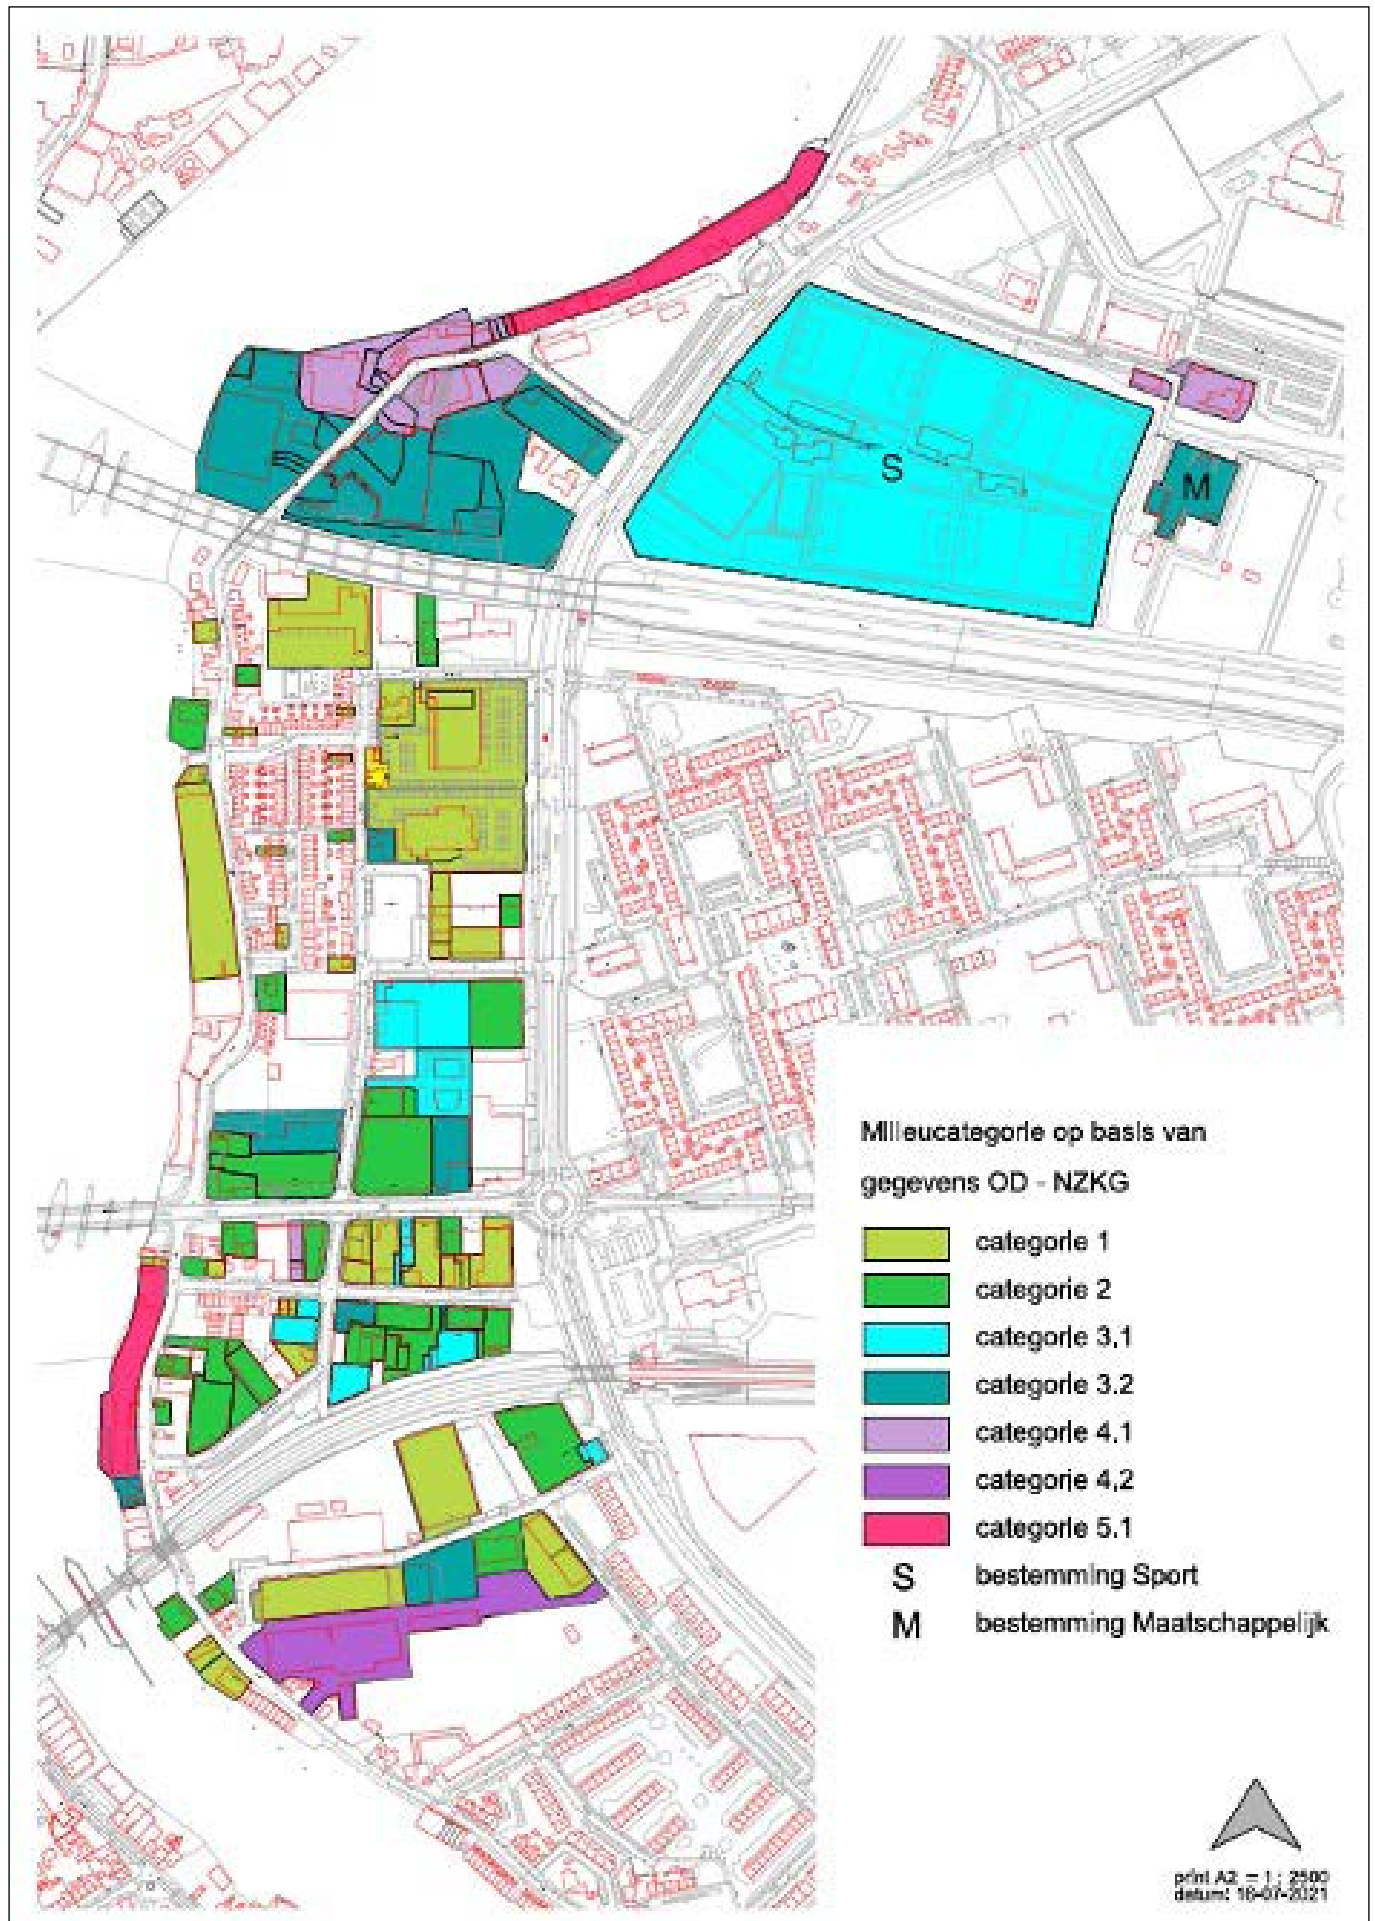 S
M
Milieucategorie op basis van
gegevens OD - NZKG
categorie 1
categorie 2
categorie 3.1
categorie 3.2
categorie 4.1
categorie 4.2
categorie 5.1
S bestemming Sport
M bestemming Maatschappelijk
print A2 = 1 : 2500
datum: 16-07-2021